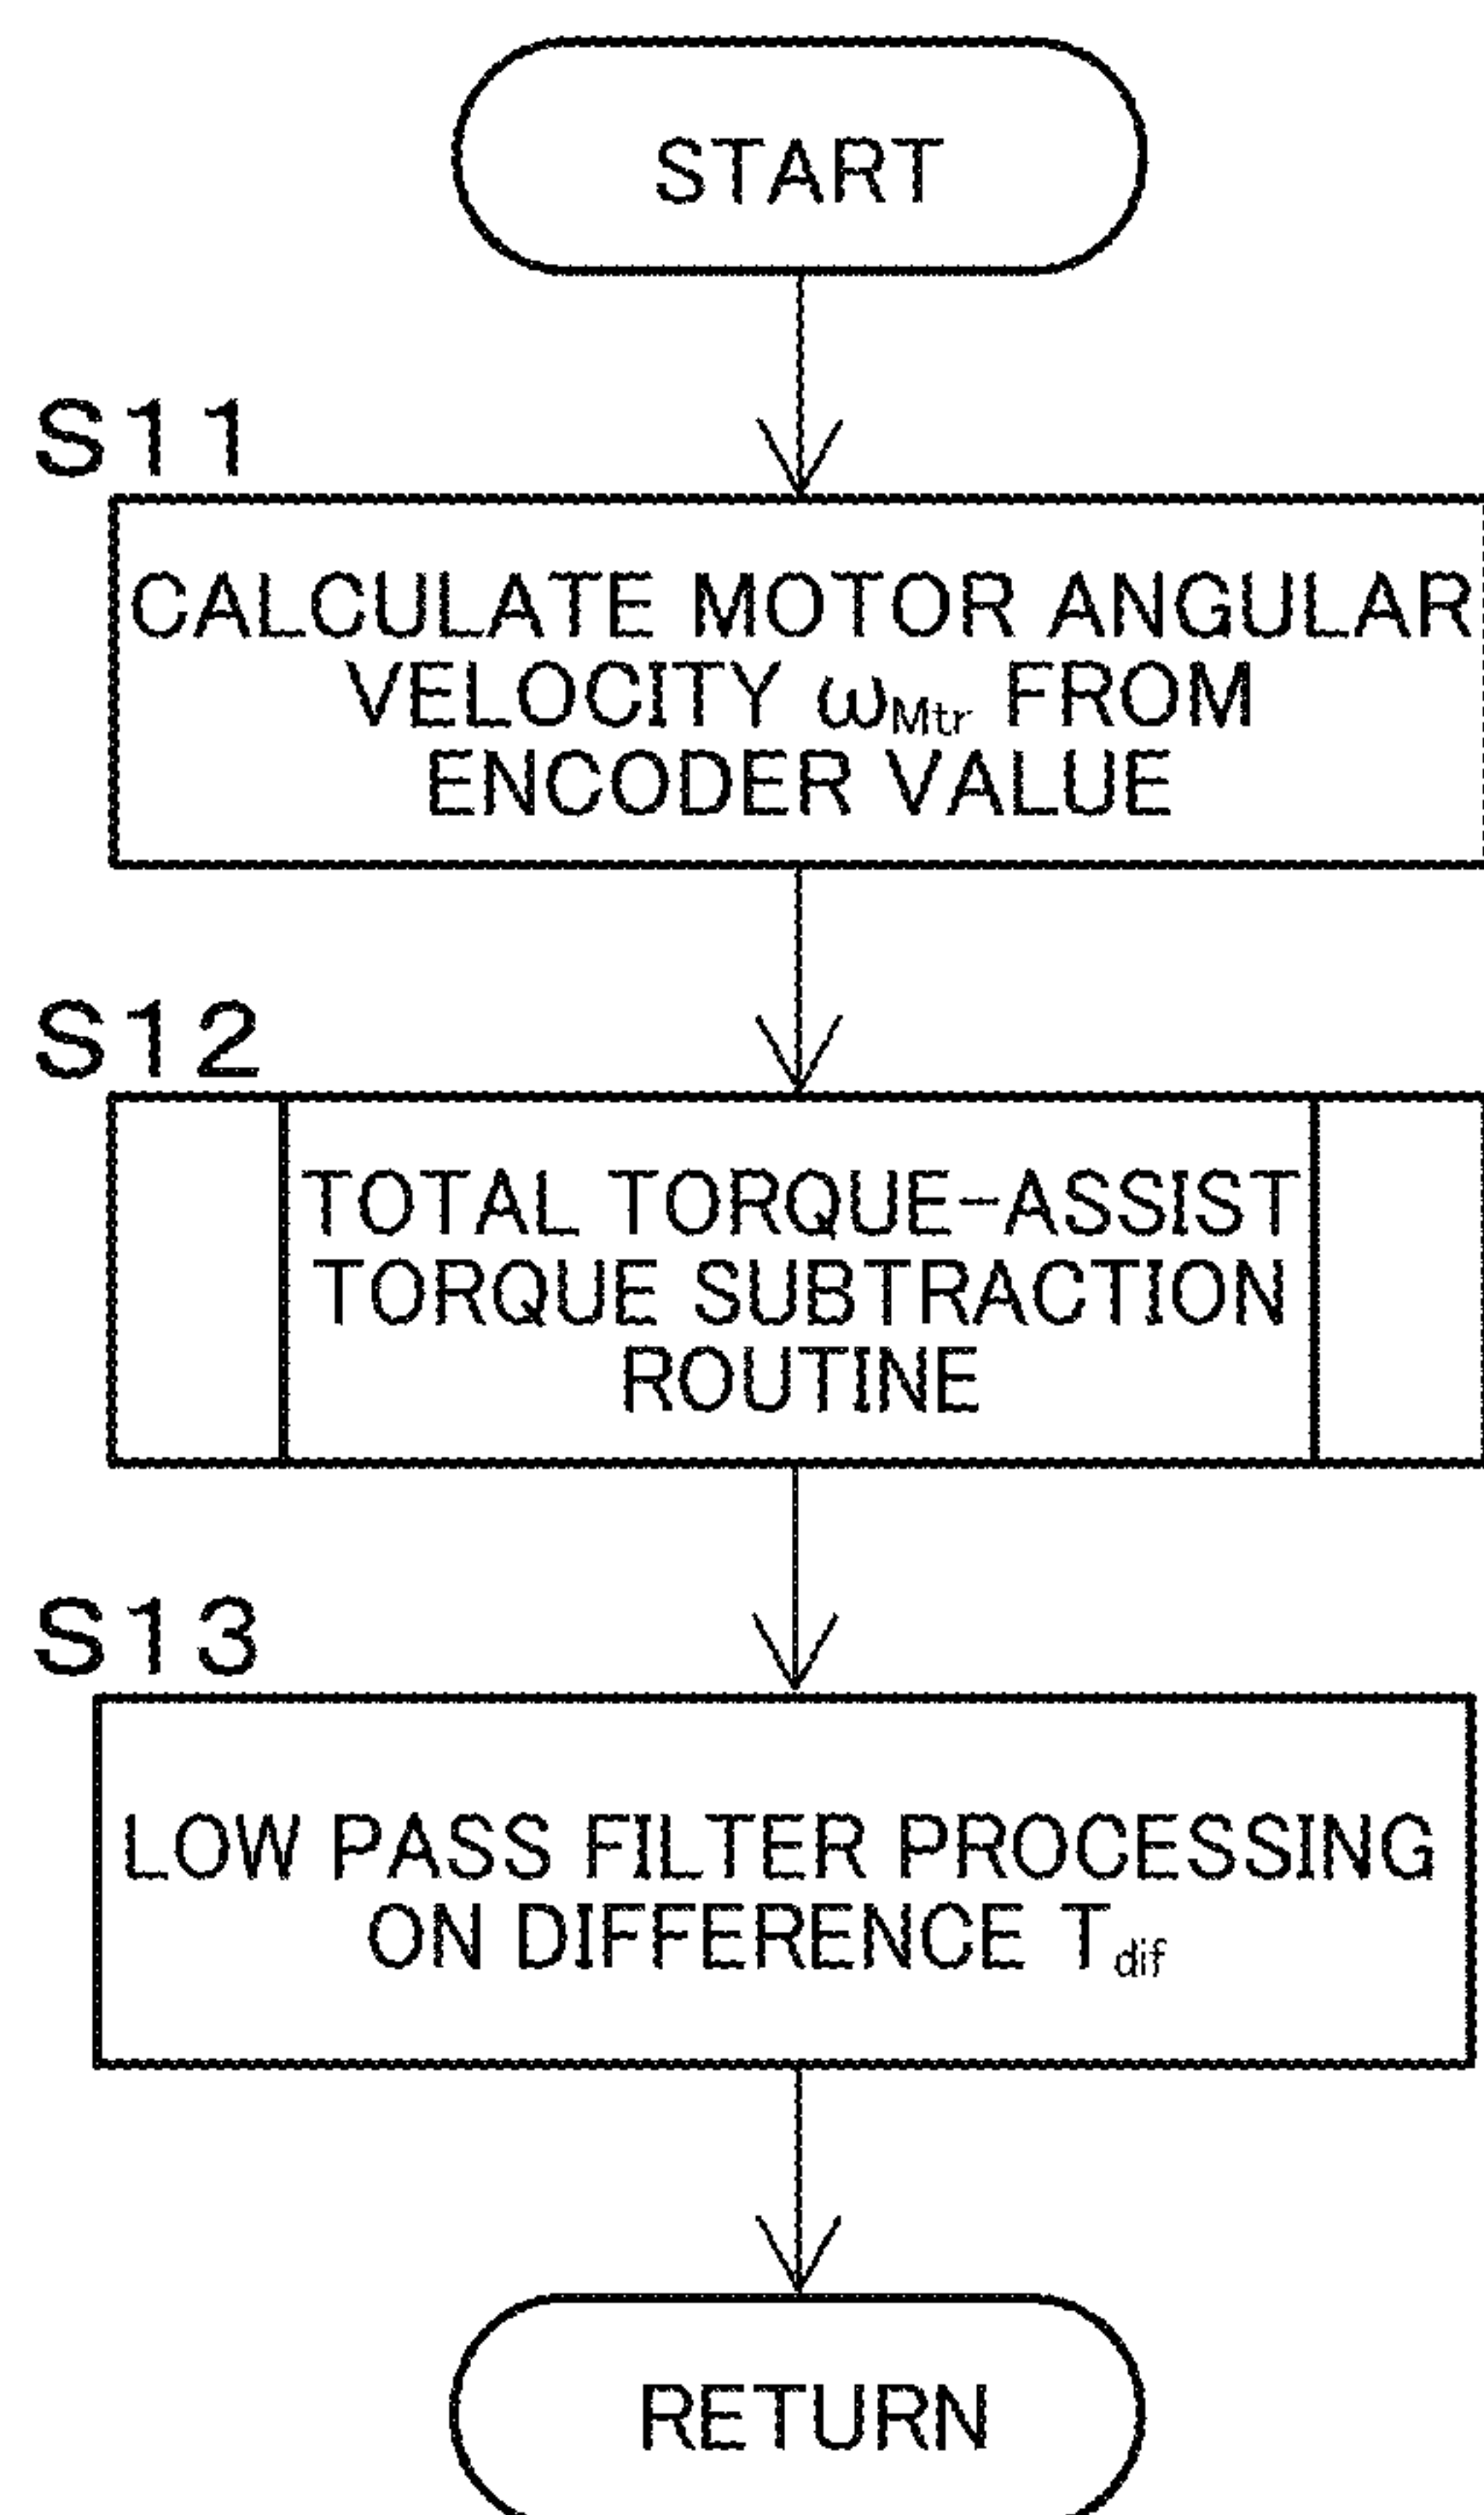 START
S11
CALCULATE MOTOR ANGULAR
VELOCITY ωMtr FROM
ENCODER VALUE
S12
TOTAL TORQUE-ASSIST
TORQUE SUBTRACTION
ROUTINE
S13
LOW PASS FILTER PROCESSING
ON DIFFERENCE Tdif
RETURN